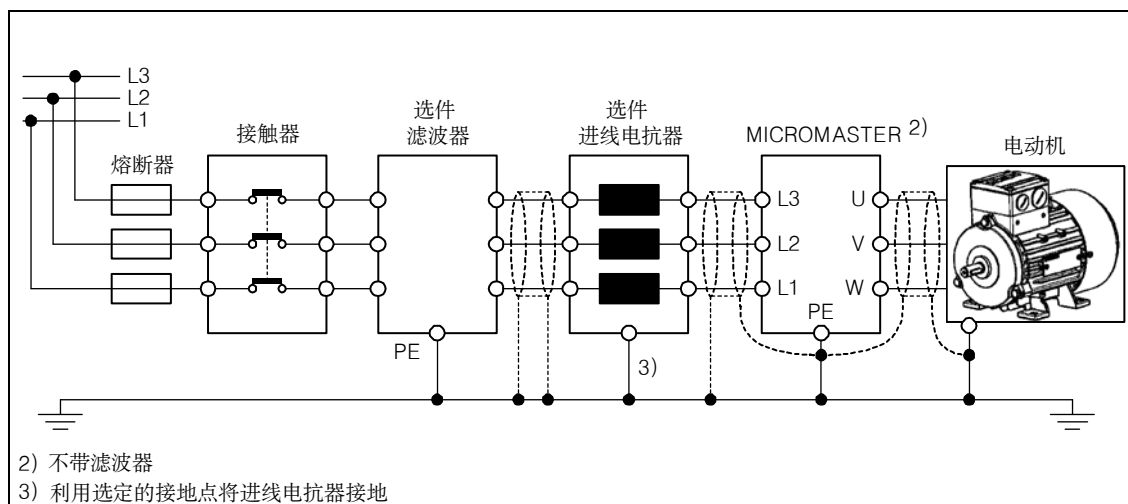 L3
L2
L1
熔断器
接触器
选件
滤波器
选件
进线电抗器
MICROMASTER 2)
电动机
L3
L2
L1
U
V
W
PE
PE
3)
2) 不带滤波器
3) 利用选定的接地点将进线电抗器接地